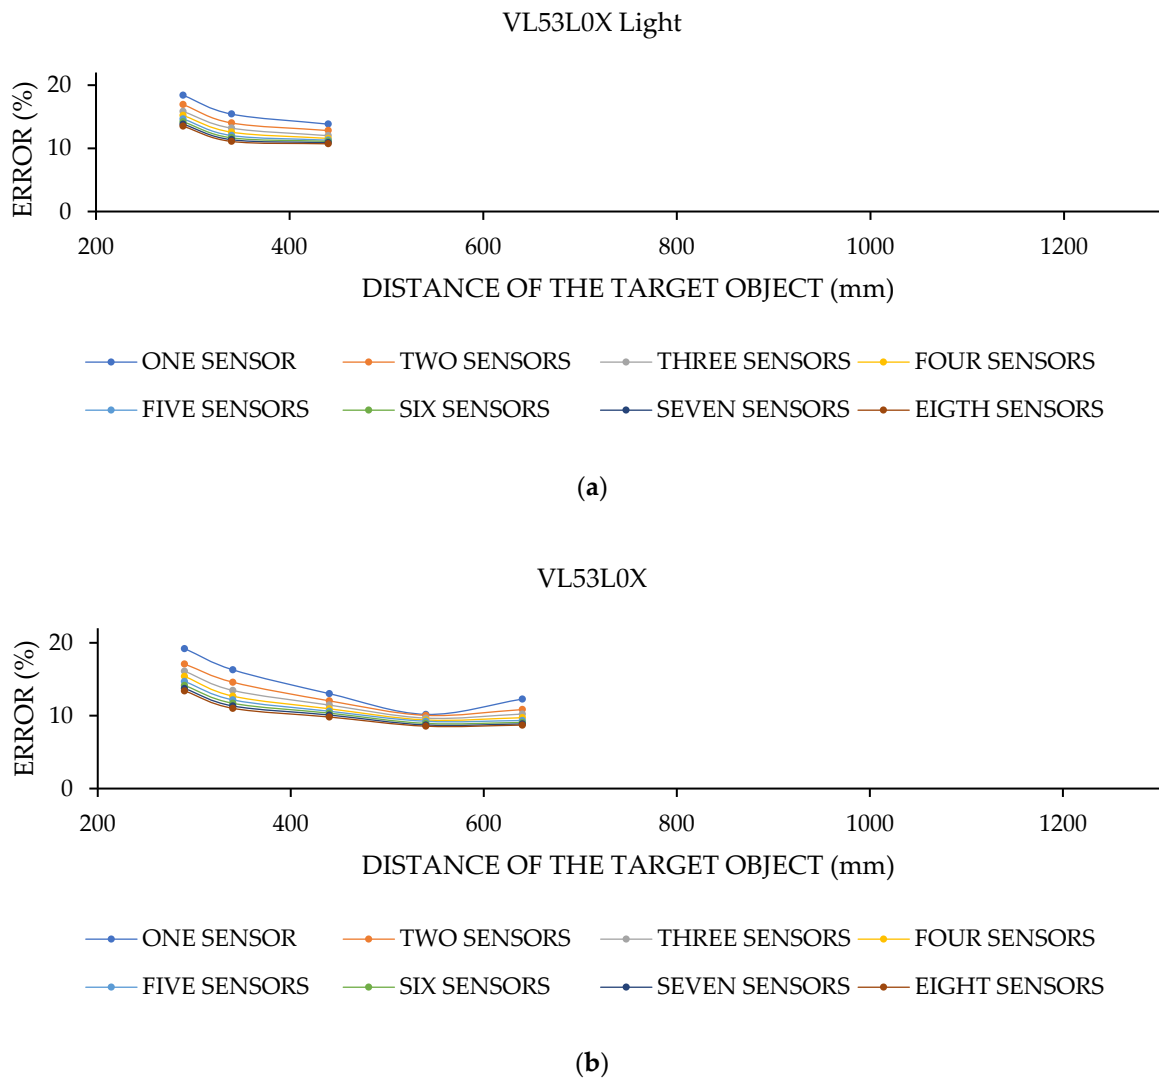 VL53L0X Light
20
10
0
ERROR (%)
200 400 600 800 1000 1200
DISTANCE OF THE TARGET OBJECT (mm)
ONE SENSOR TWO SENSORS THREE SENSORS FOUR SENSORS
FIVE SENSORS SIX SENSORS SEVEN SENSORS EIGTH SENSORS
(a)
VL53L0X
20
10
0
ERROR (%)
200 400 600 800 1000 1200
DISTANCE OF THE TARGET OBJECT (mm)
ONE SENSOR TWO SENSORS THREE SENSORS FOUR SENSORS
FIVE SENSORS SIX SENSORS SEVEN SENSORS EIGHT SENSORS
(b)